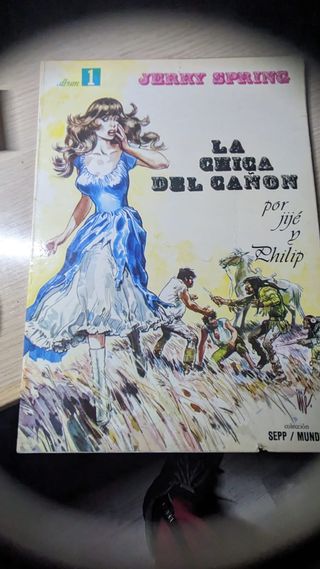 álbum 1
JERRY SPRING
LA
CHICA
DEL CAÑON
por
jijé
y
Philip
colección
SEPP / MUND